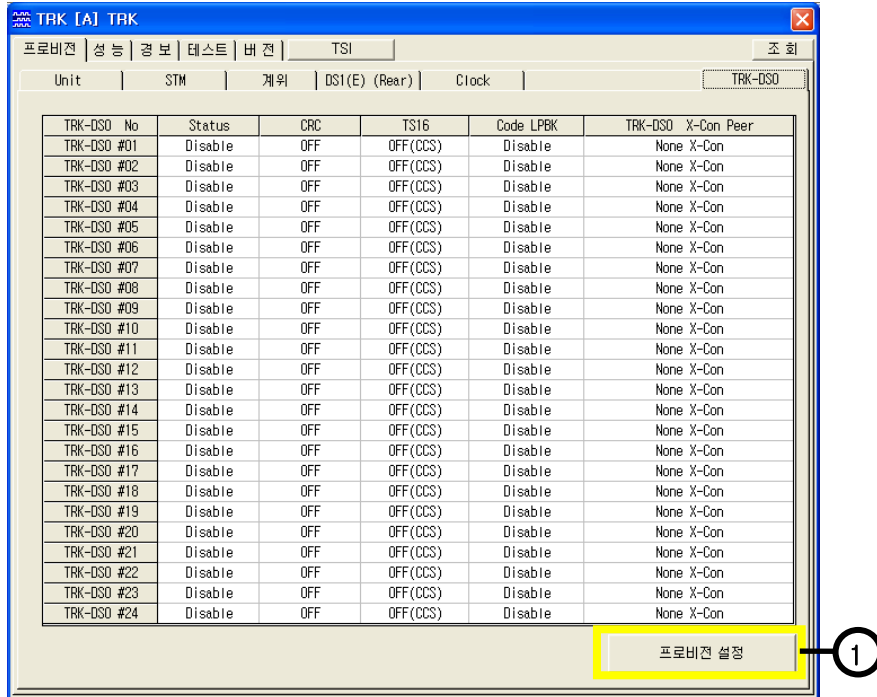 TRK [A] TRK
프로비전 성 능 경 보 테스트 버 전 TSI 조 회
Unit STM 계위 DS1(E) (Rear) Clock TRK-DS0
TRK-DS0 No Status CRC TS16 Code LPBK TRK-DS0 X-Con Peer
TRK-DS0 #01 Disable OFF OFF(CCS) Disable None X-Con
TRK-DS0 #02 Disable OFF OFF(CCS) Disable None X-Con
TRK-DS0 #03 Disable OFF OFF(CCS) Disable None X-Con
TRK-DS0 #04 Disable OFF OFF(CCS) Disable None X-Con
TRK-DS0 #05 Disable OFF OFF(CCS) Disable None X-Con
TRK-DS0 #06 Disable OFF OFF(CCS) Disable None X-Con
TRK-DS0 #07 Disable OFF OFF(CCS) Disable None X-Con
TRK-DS0 #08 Disable OFF OFF(CCS) Disable None X-Con
TRK-DS0 #09 Disable OFF OFF(CCS) Disable None X-Con
TRK-DS0 #10 Disable OFF OFF(CCS) Disable None X-Con
TRK-DS0 #11 Disable OFF OFF(CCS) Disable None X-Con
TRK-DS0 #12 Disable OFF OFF(CCS) Disable None X-Con
TRK-DS0 #13 Disable OFF OFF(CCS) Disable None X-Con
TRK-DS0 #14 Disable OFF OFF(CCS) Disable None X-Con
TRK-DS0 #15 Disable OFF OFF(CCS) Disable None X-Con
TRK-DS0 #16 Disable OFF OFF(CCS) Disable None X-Con
TRK-DS0 #17 Disable OFF OFF(CCS) Disable None X-Con
TRK-DS0 #18 Disable OFF OFF(CCS) Disable None X-Con
TRK-DS0 #19 Disable OFF OFF(CCS) Disable None X-Con
TRK-DS0 #20 Disable OFF OFF(CCS) Disable None X-Con
TRK-DS0 #21 Disable OFF OFF(CCS) Disable None X-Con
TRK-DS0 #22 Disable OFF OFF(CCS) Disable None X-Con
TRK-DS0 #23 Disable OFF OFF(CCS) Disable None X-Con
TRK-DS0 #24 Disable OFF OFF(CCS) Disable None X-Con
프로비전 설정 1